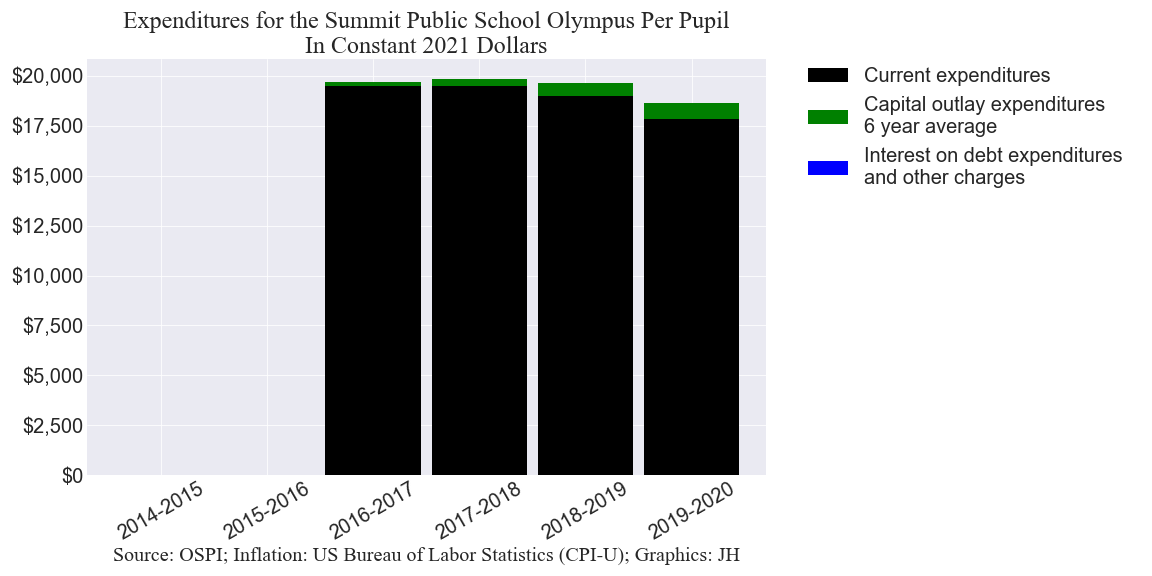 Expenditures for the Summit Public School Olympus Per Pupil
In Constant 2021 Dollars
$20,000
$17,500
$15,000
$12,500
$10,000
$7,500
$5,000
$2,500
$0
2014-2015
2015-2016
2016-2017
2017-2018
2018-2019
2019-2020
Source: OSPI; Inflation: US Bureau of Labor Statistics (CPI-U); Graphics: JH
Current expenditures
Capital outlay expenditures
6 year average
Interest on debt expenditures
and other charges